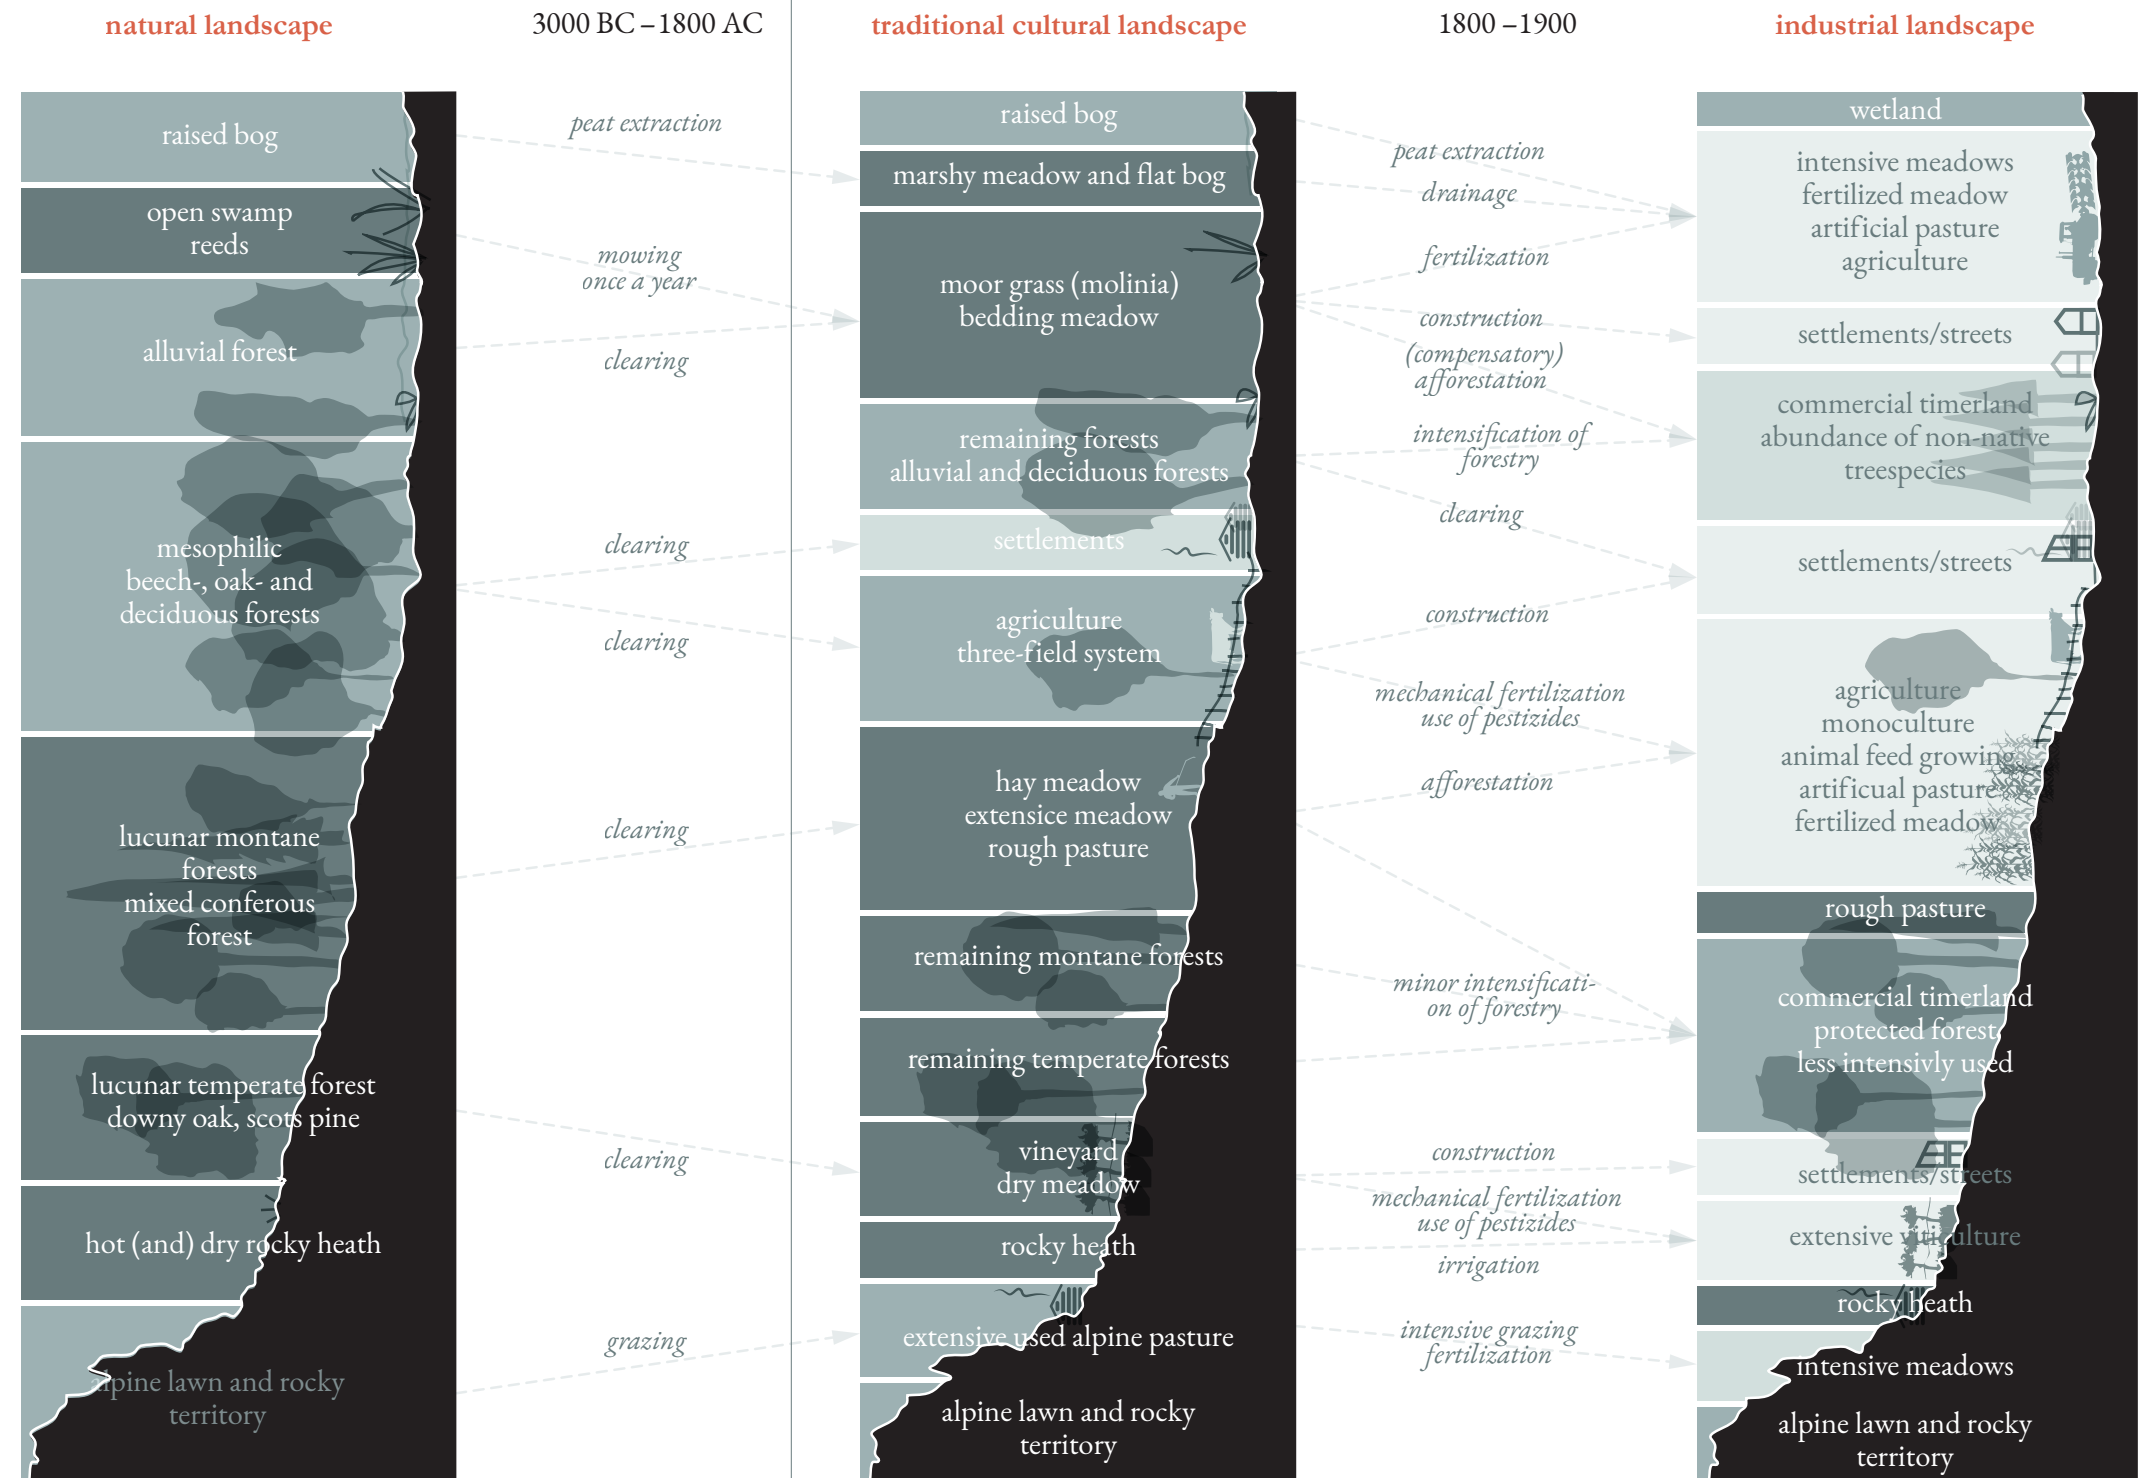 natural landscape
3000 BC – 1800 AC
traditional cultural landscape
1800 –1900
industrial landscape
raised bog
open swamp
reeds
alluvial forest
mesophilic
beech-, oak- and
deciduous forests
lucunar montane
forests
mixed conferous
forest
lucunar temperate forest
downy oak, scots pine
hot (and) dry rocky heath
alpine lawn and rocky
territory
peat extraction
mowing
once a year
clearing
clearing
clearing
clearing
clearing
grazing
raised bog
marshy meadow and flat bog
moor grass (molinia)
bedding meadow
remaining forests
alluvial and deciduous forests
settlements
agriculture
three-field system
hay meadow
extensice meadow
rough pasture
remaining montane forests
remaining temperate forests
vineyard
dry meadow
rocky heath
extensive used alpine pasture
alpine lawn and rocky
territory
peat extraction
drainage
fertilization
construction
(compensatory)
afforestation
intensification of
forestry
clearing
construction
mechanical fertilization
use of pestizides
afforestation
minor intensificati-
on of forestry
construction
mechanical fertilization
use of pestizides
irrigation
intensive grazing
fertilization
wetland
intensive meadows
fertilized meadow
artificial pasture
agriculture
settlements/streets
commercial timerland
abundance of non-native
treespecies
settlements/streets
agriculture
monoculture
animal feed growing
artificual pasture
fertilized meadow
rough pasture
commercial timerland
protected forest
less intensivly used
settlements/streets
extensive viticulture
rocky heath
intensive meadows
alpine lawn and rocky
territory